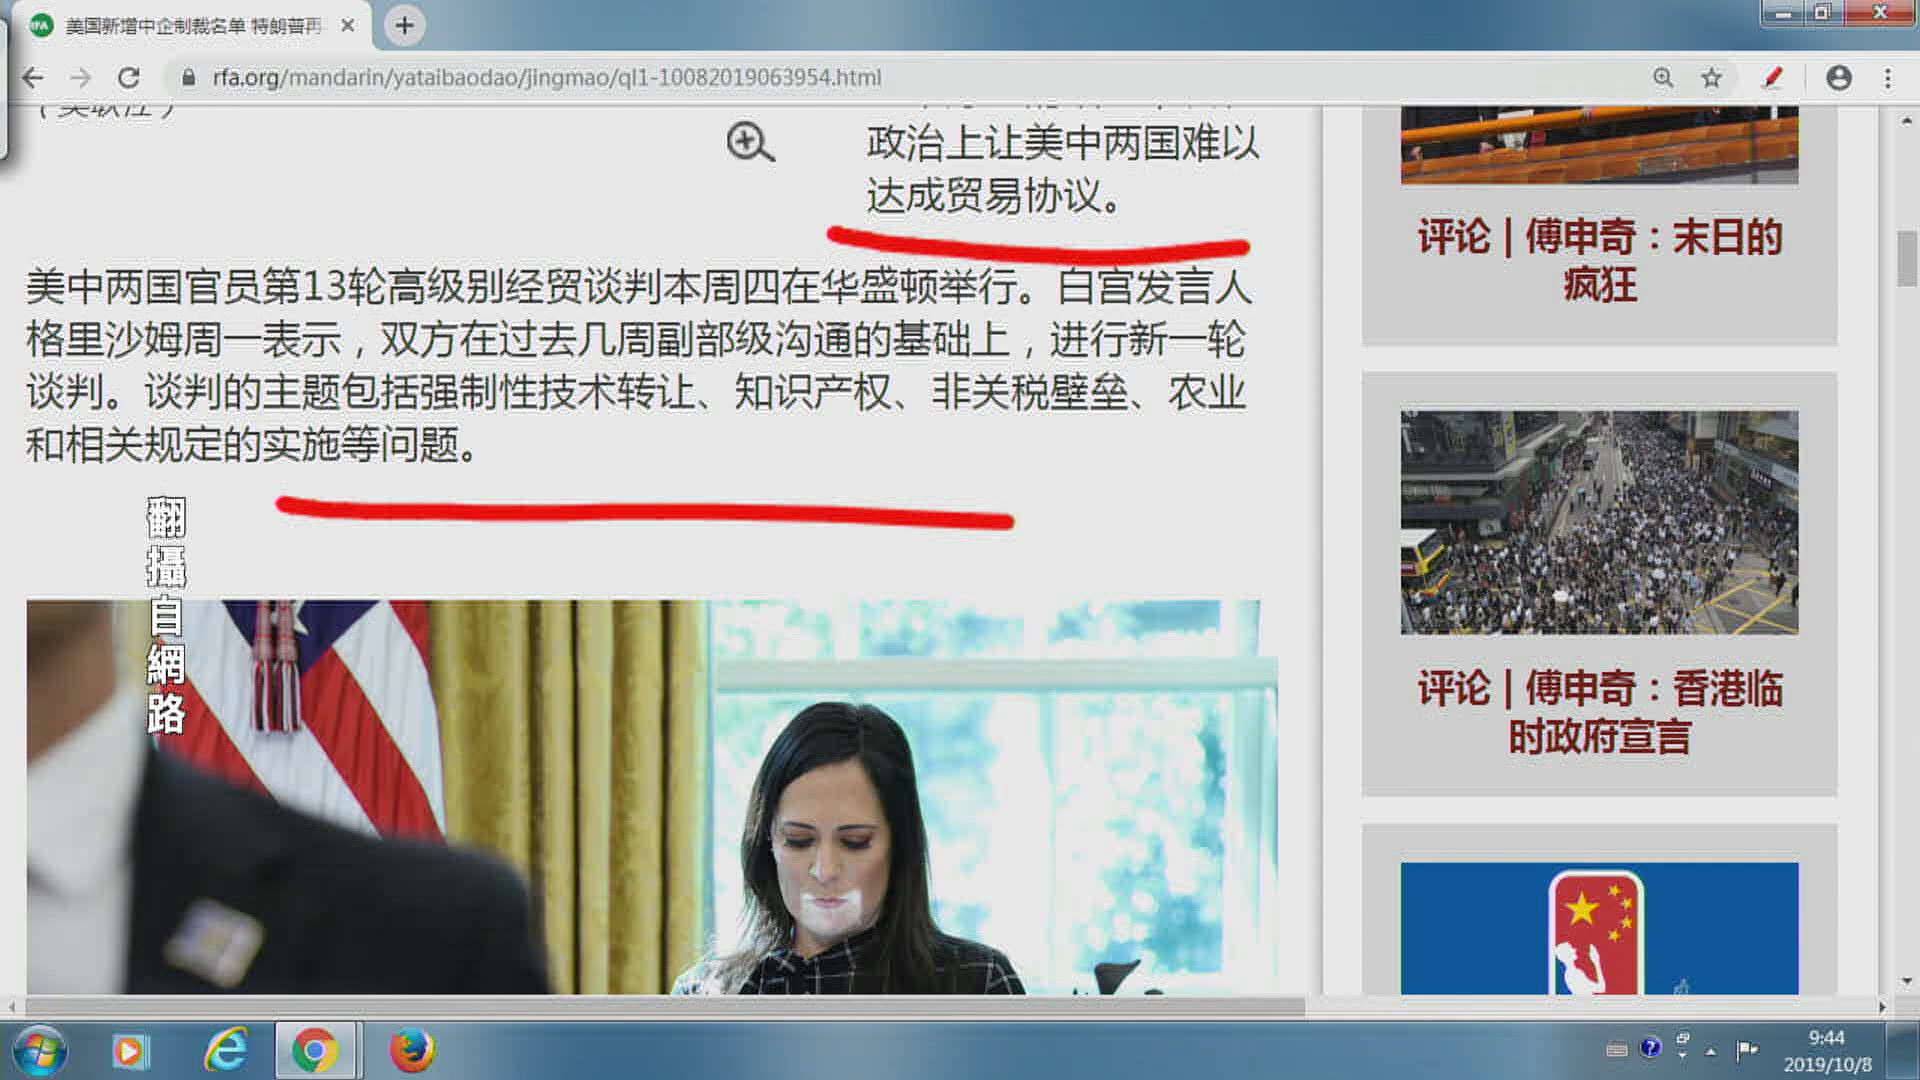 美国新增中企制裁名单 特朗普再
rfa.org/mandarin/yataibaodao/jingmao/ql1-10082019063954.html
政治上让美中两国难以
达成贸易协议。
美中两国官员第13轮高级别经贸谈判本周四在华盛顿举行。白宫发言人
格里沙姆周一表示，双方在过去几周副部级沟通的基础上，进行新一轮
谈判。谈判的主题包括强制性技术转让、知识产权、非关税壁垒、农业
和相关规定的实施等问题。
翻攝自網路
评论 | 傅申奇：末日的
疯狂
评论 | 傅申奇：香港临
时政府宣言
9:44
2019/10/8